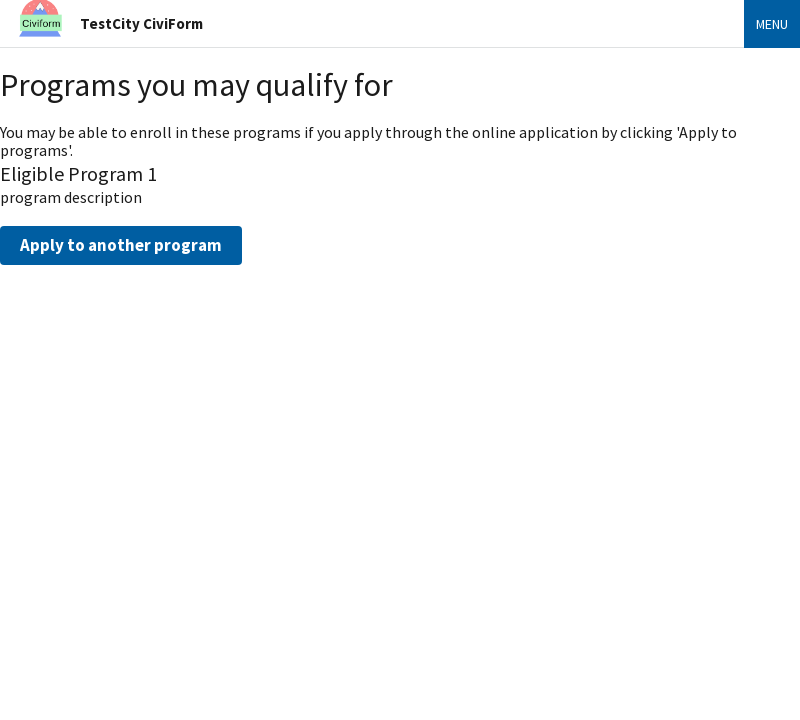 Civiform
TestCity CiviForm
MENU
Programs you may qualify for
You may be able to enroll in these programs if you apply through the online application by clicking 'Apply to
programs'.
Eligible Program 1
program description
Apply to another program